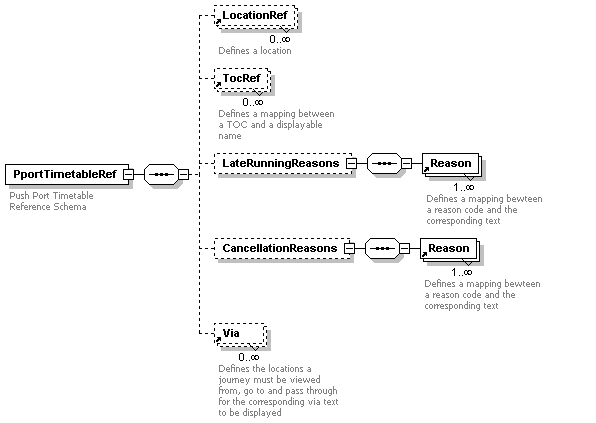 LocationRef
0..∞
Defines a location
TocRef
0..∞
Defines a mapping between
a TOC and a displayable
name
PportTimetableRef
Push Port Timetable
Reference Schema
LateRunningReasons
Reason
1..∞
Defines a mapping bewteen
a reason code and the
corresponding text
CancellationReasons
Reason
1..∞
Defines a mapping bewteen
a reason code and the
corresponding text
Via
0..∞
Defines the locations a
journey must be viewed
from, go to and pass through
for the corresponding via text
to be displayed